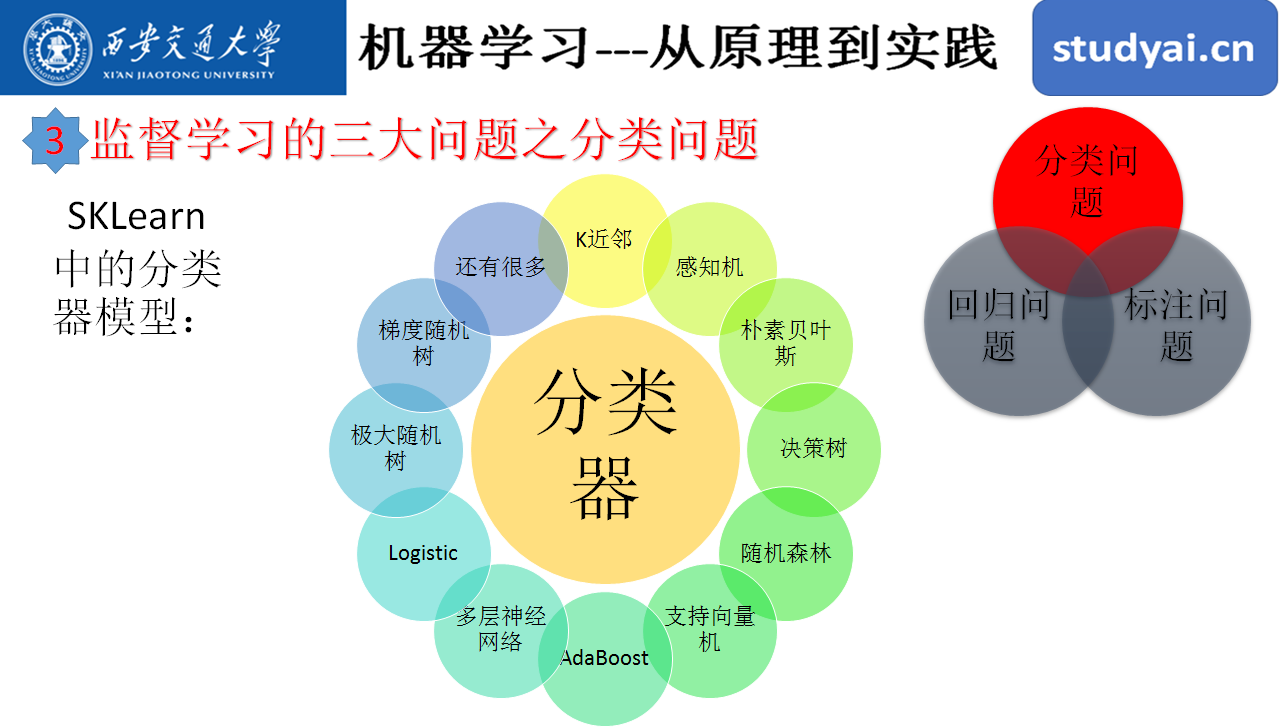 西安交通大学
XI'AN JIAOTONG UNIVERSITY
机器学习---从原理到实践
studyai.cn
3
监督学习的三大问题之分类问题
SKLearn
中的分类
器模型：
分类
器
K近邻
感知机
朴素贝叶
斯
决策树
随机森林
支持向量
机
AdaBoost
多层神经
网络
Logistic
极大随机
树
梯度随机
树
还有很多
分类问
题
回归问
题
标注问
题